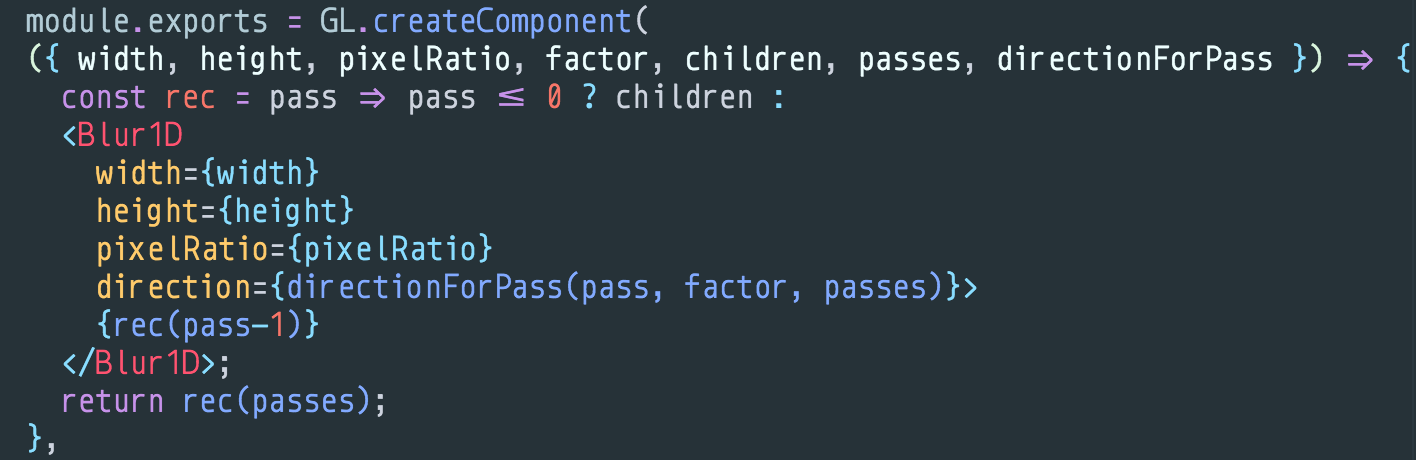 module.exports = GL.createComponent(
({ width, height, pixelRatio, factor, children, passes, directionForPass }) => {
  const rec = pass => pass <= 0 ? children :
  <Blur1D
    width={width}
    height={height}
    pixelRatio={pixelRatio}
    direction={directionForPass(pass, factor, passes)}>
    {rec(pass-1)}
  </Blur1D>;
  return rec(passes);
},